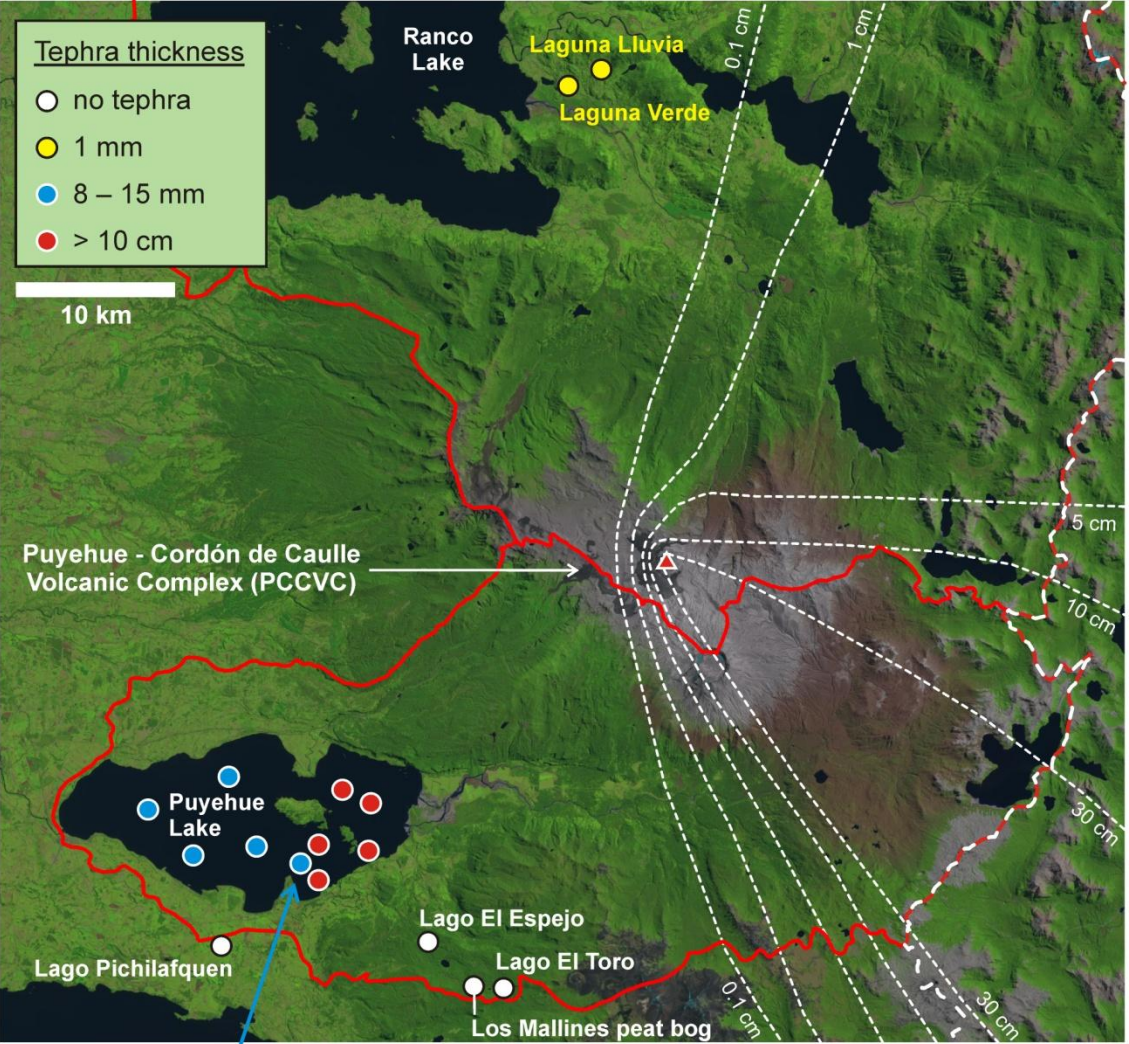 Tephra thickness
no tephra
1 mm
8 – 15 mm
> 10 cm
10 km
Ranco
Lake
Laguna Lluvia
Laguna Verde
0.1 cm
1 cm
5 cm
10 cm
30 cm
Puyehue - Cordón de Caulle
Volcanic Complex (PCCVC)
Puyehue
Lake
Lago El Espejo
Lago Pichilafquen
Lago El Toro
Los Mallines peat bog
0.1 cm
30 cm